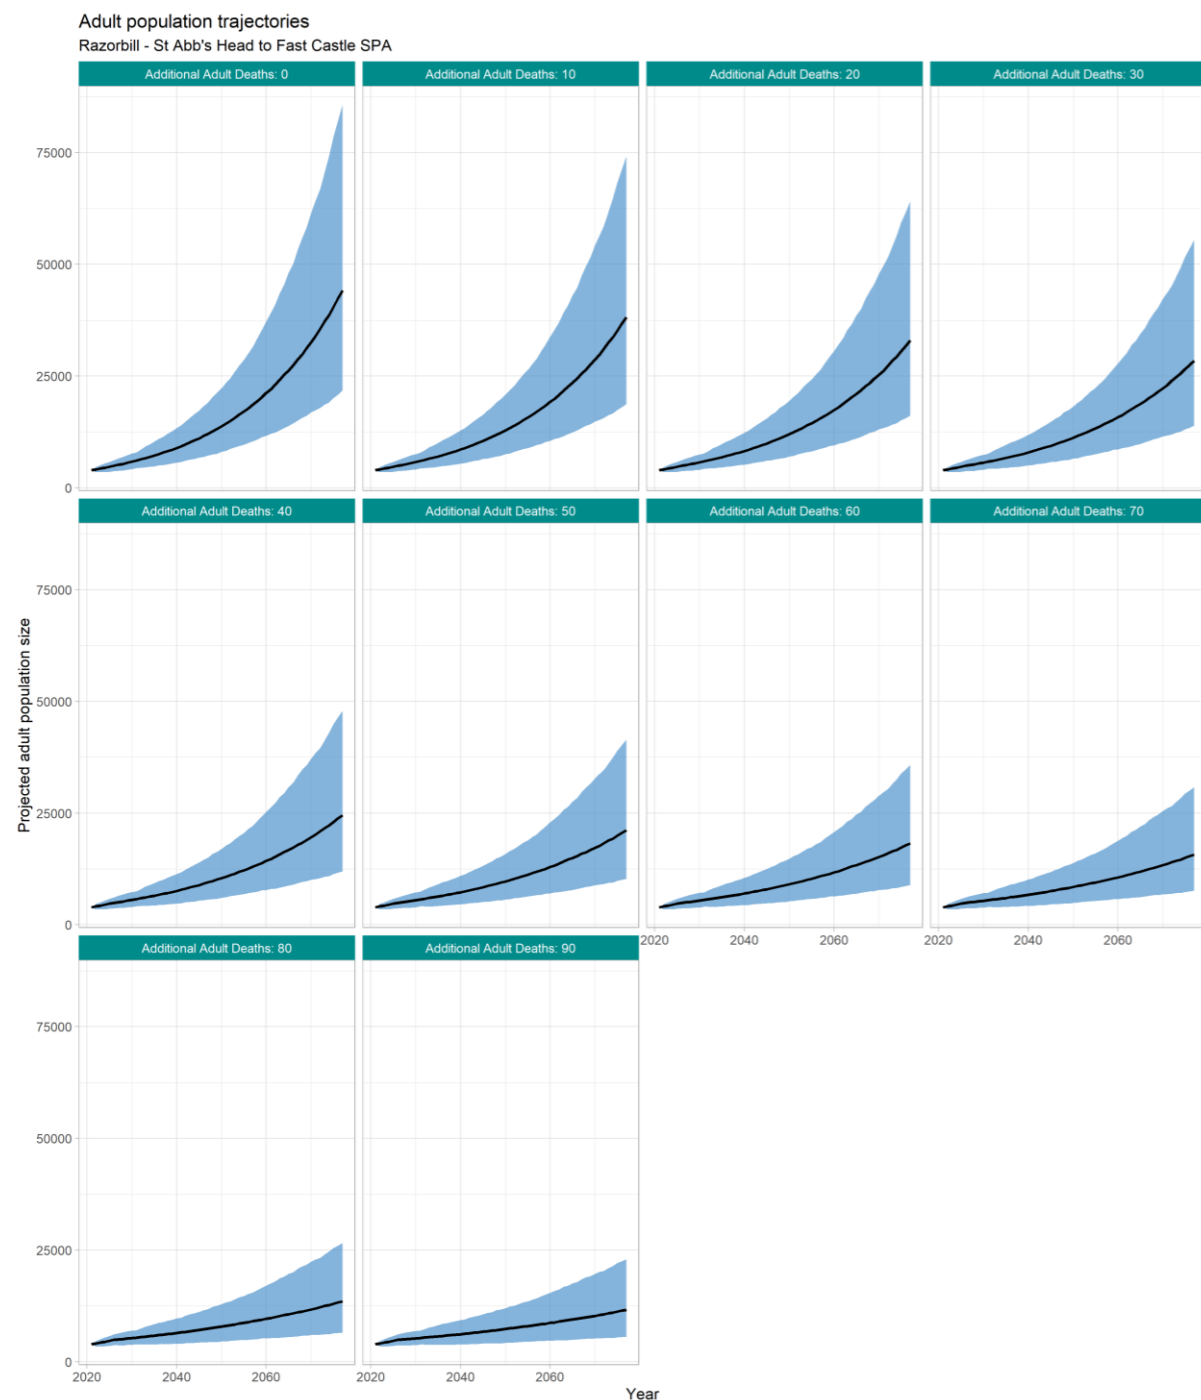 Adult population trajectories
Razorbill - St Abb's Head to Fast Castle SPA
Additional Adult Deaths: 0
Additional Adult Deaths: 10
Additional Adult Deaths: 20
Additional Adult Deaths: 30
75000
50000
25000
0
Additional Adult Deaths: 40
Additional Adult Deaths: 50
Additional Adult Deaths: 60
Additional Adult Deaths: 70
Projected adult population size
75000
50000
25000
0
2020
2040
2060
2020
2040
2060
Additional Adult Deaths: 80
Additional Adult Deaths: 90
75000
50000
25000
0
2020
2040
2060
2020
2040
2060
Year